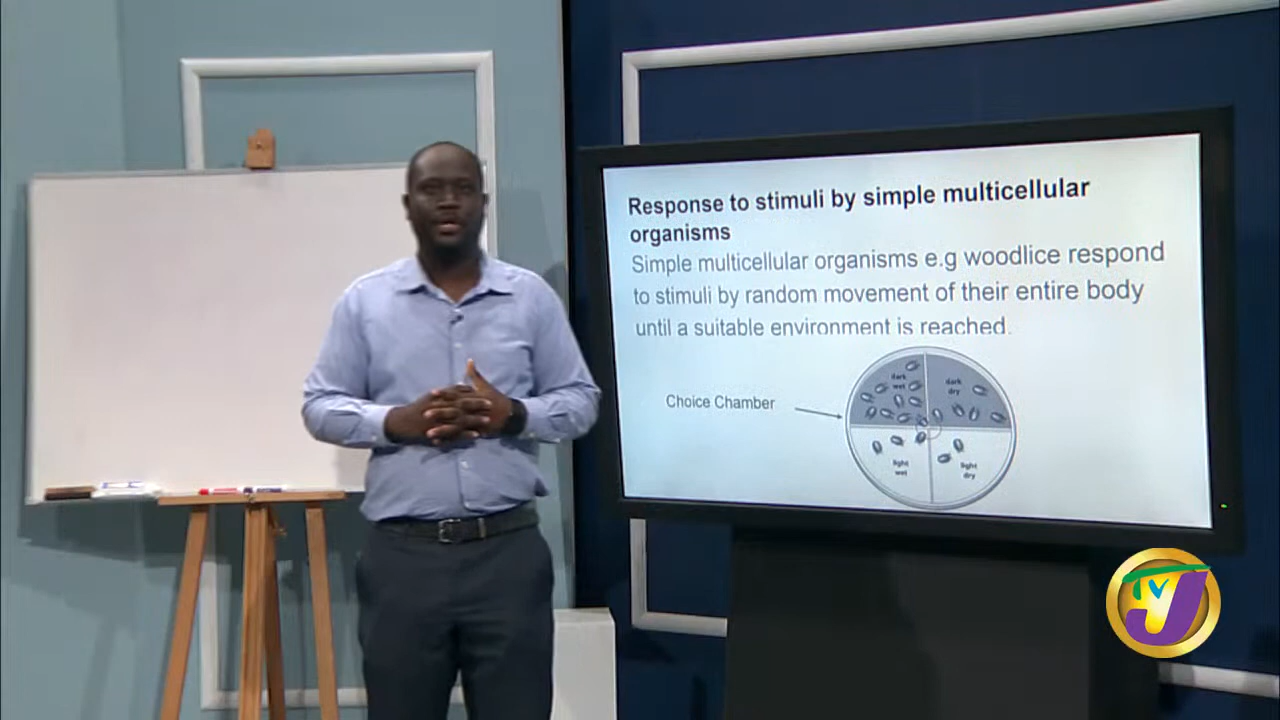 Response to stimuli by simple multicellular
organisms
Simple multicellular organisms e.g woodlice respond
to stimuli by random movement of their entire body
until a suitable environment is reached.
Choice Chamber
dark
wet
dark
dry
light
wet
light
dry
TVJ